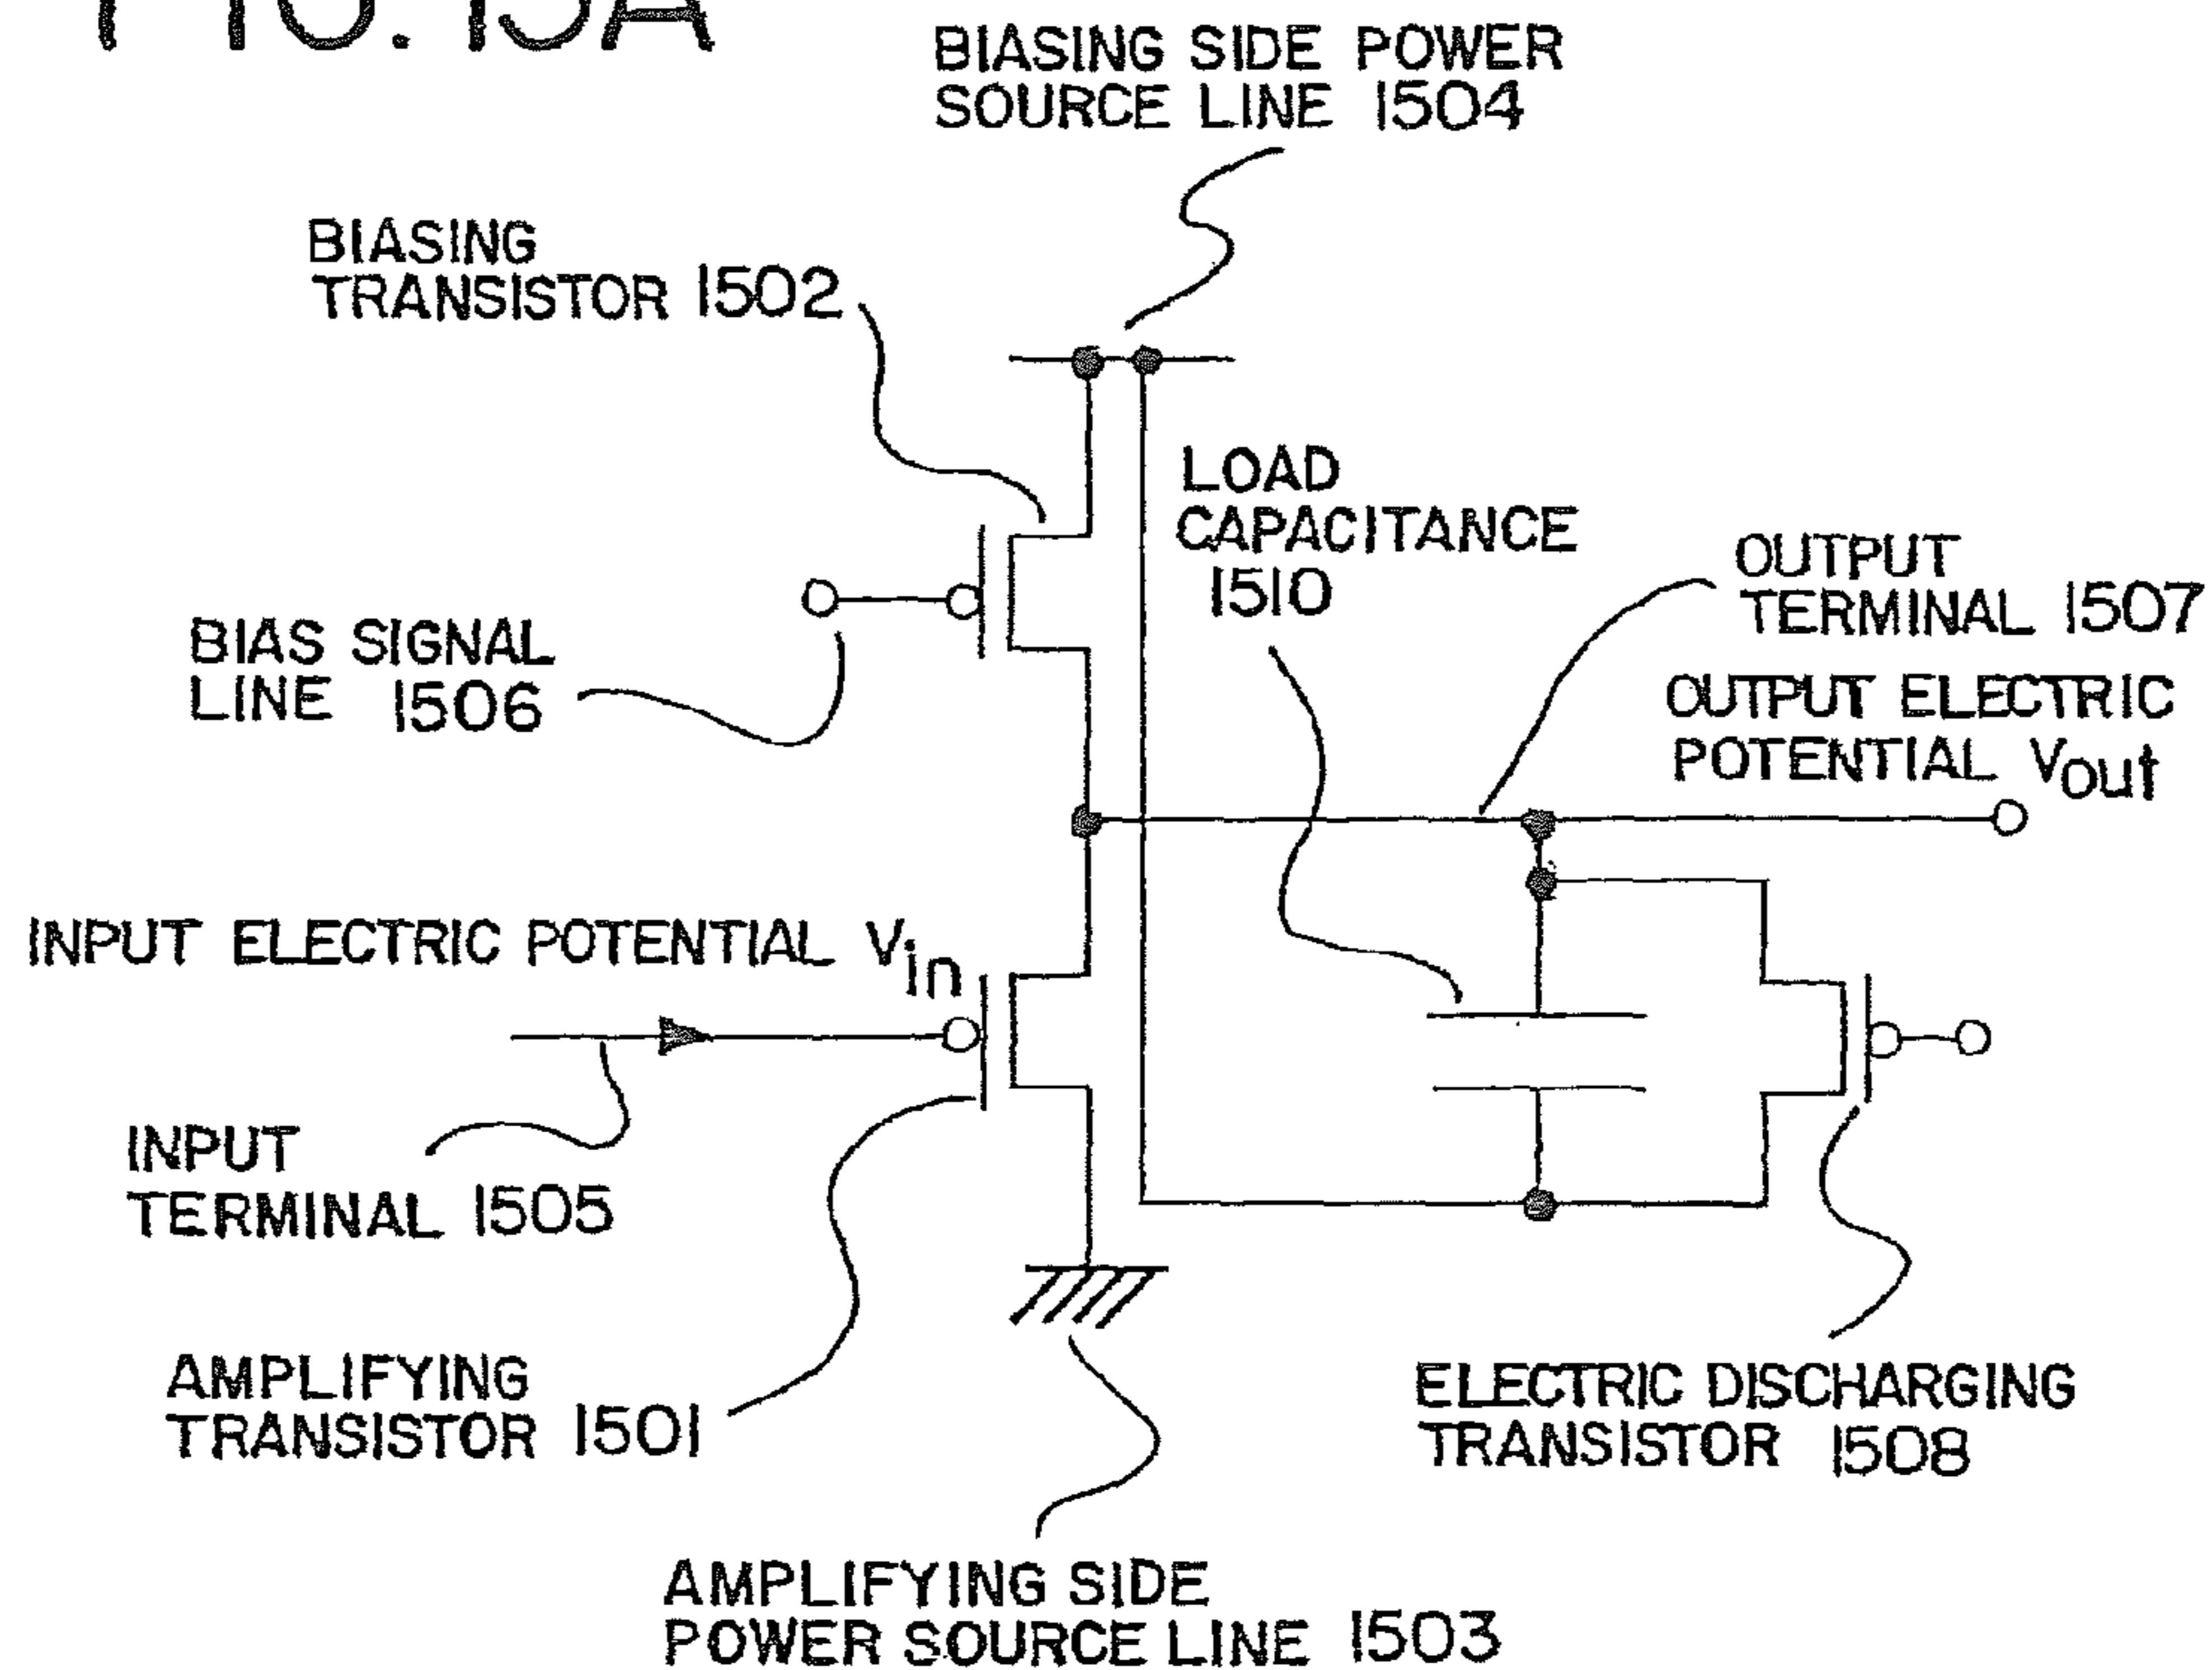 FIG. 15A
BIASING SIDE POWER
SOURCE LINE 1504
BIASING
TRANSISTOR 1502
LOAD
CAPACITANCE
1510
OUTPUT
TERMINAL 1507
BIAS SIGNAL
LINE 1506
OUTPUT ELECTRIC
POTENTIAL Vout
INPUT ELECTRIC POTENTIAL Vin
INPUT
TERMINAL 1505
AMPLIFYING
TRANSISTOR 1501
ELECTRIC DISCHARGING
TRANSISTOR 1508
AMPLIFYING SIDE
POWER SOURCE LINE 1503